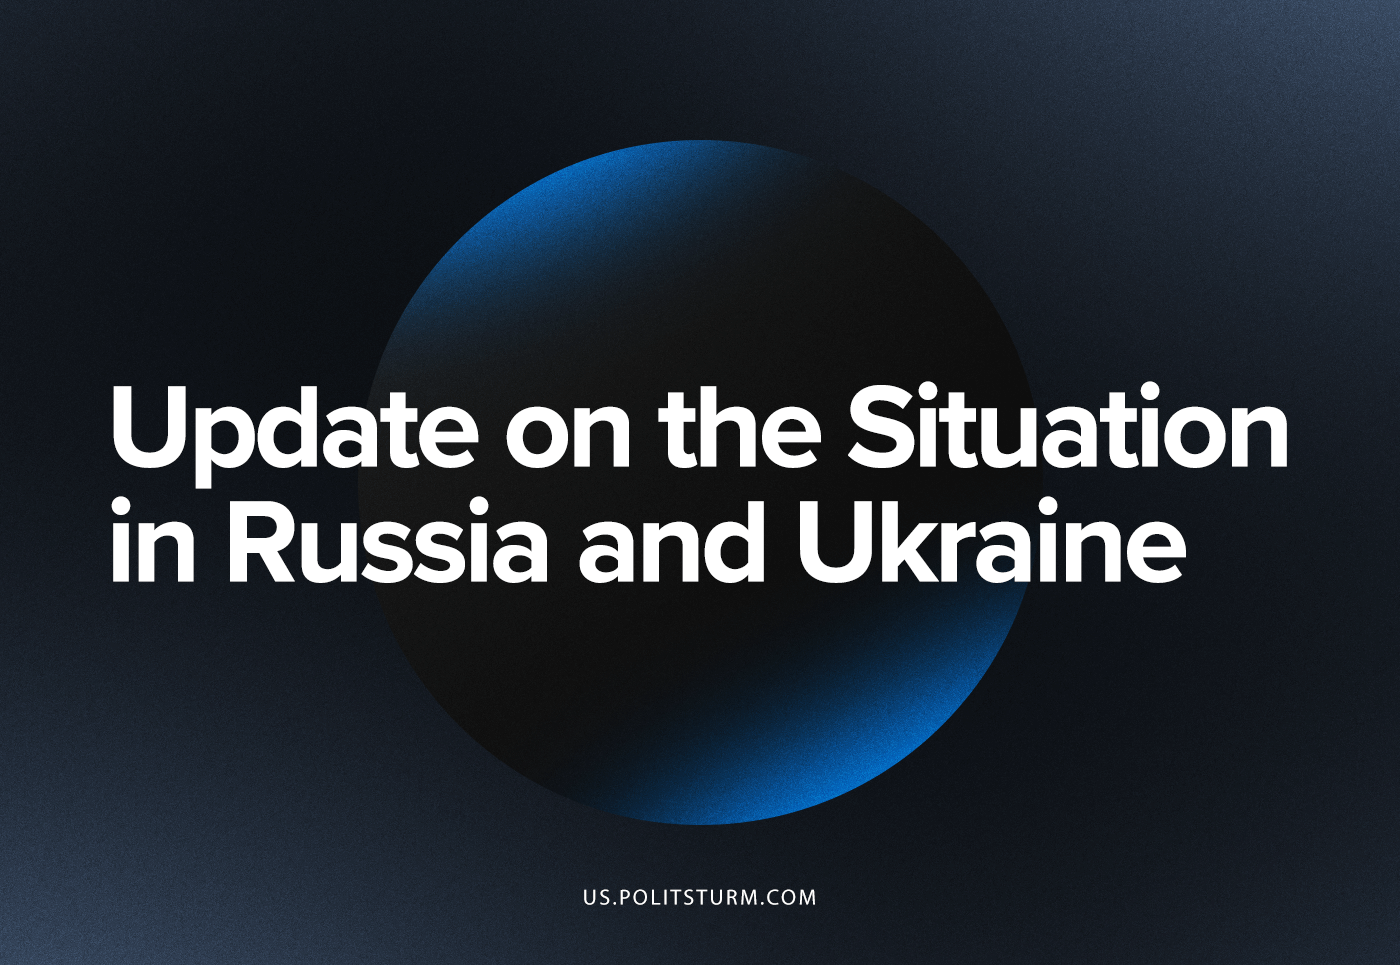 Update on the Situation
in Russia and Ukraine
US.POLITSTURM.COM